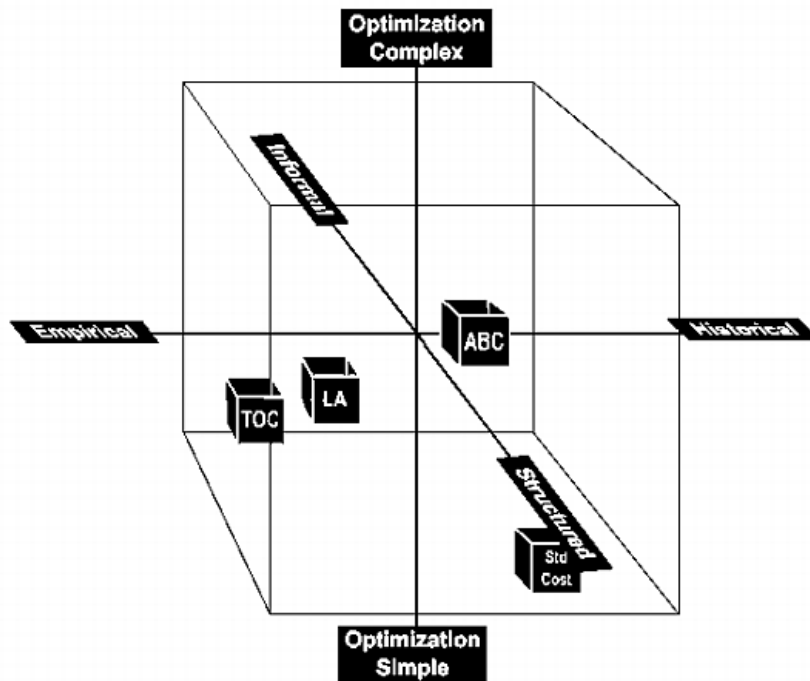 Optimization
Complex
Informal
Empirical
Historical
ABC
LA
TOC
Structured
Std
Cost
Optimization
Simple